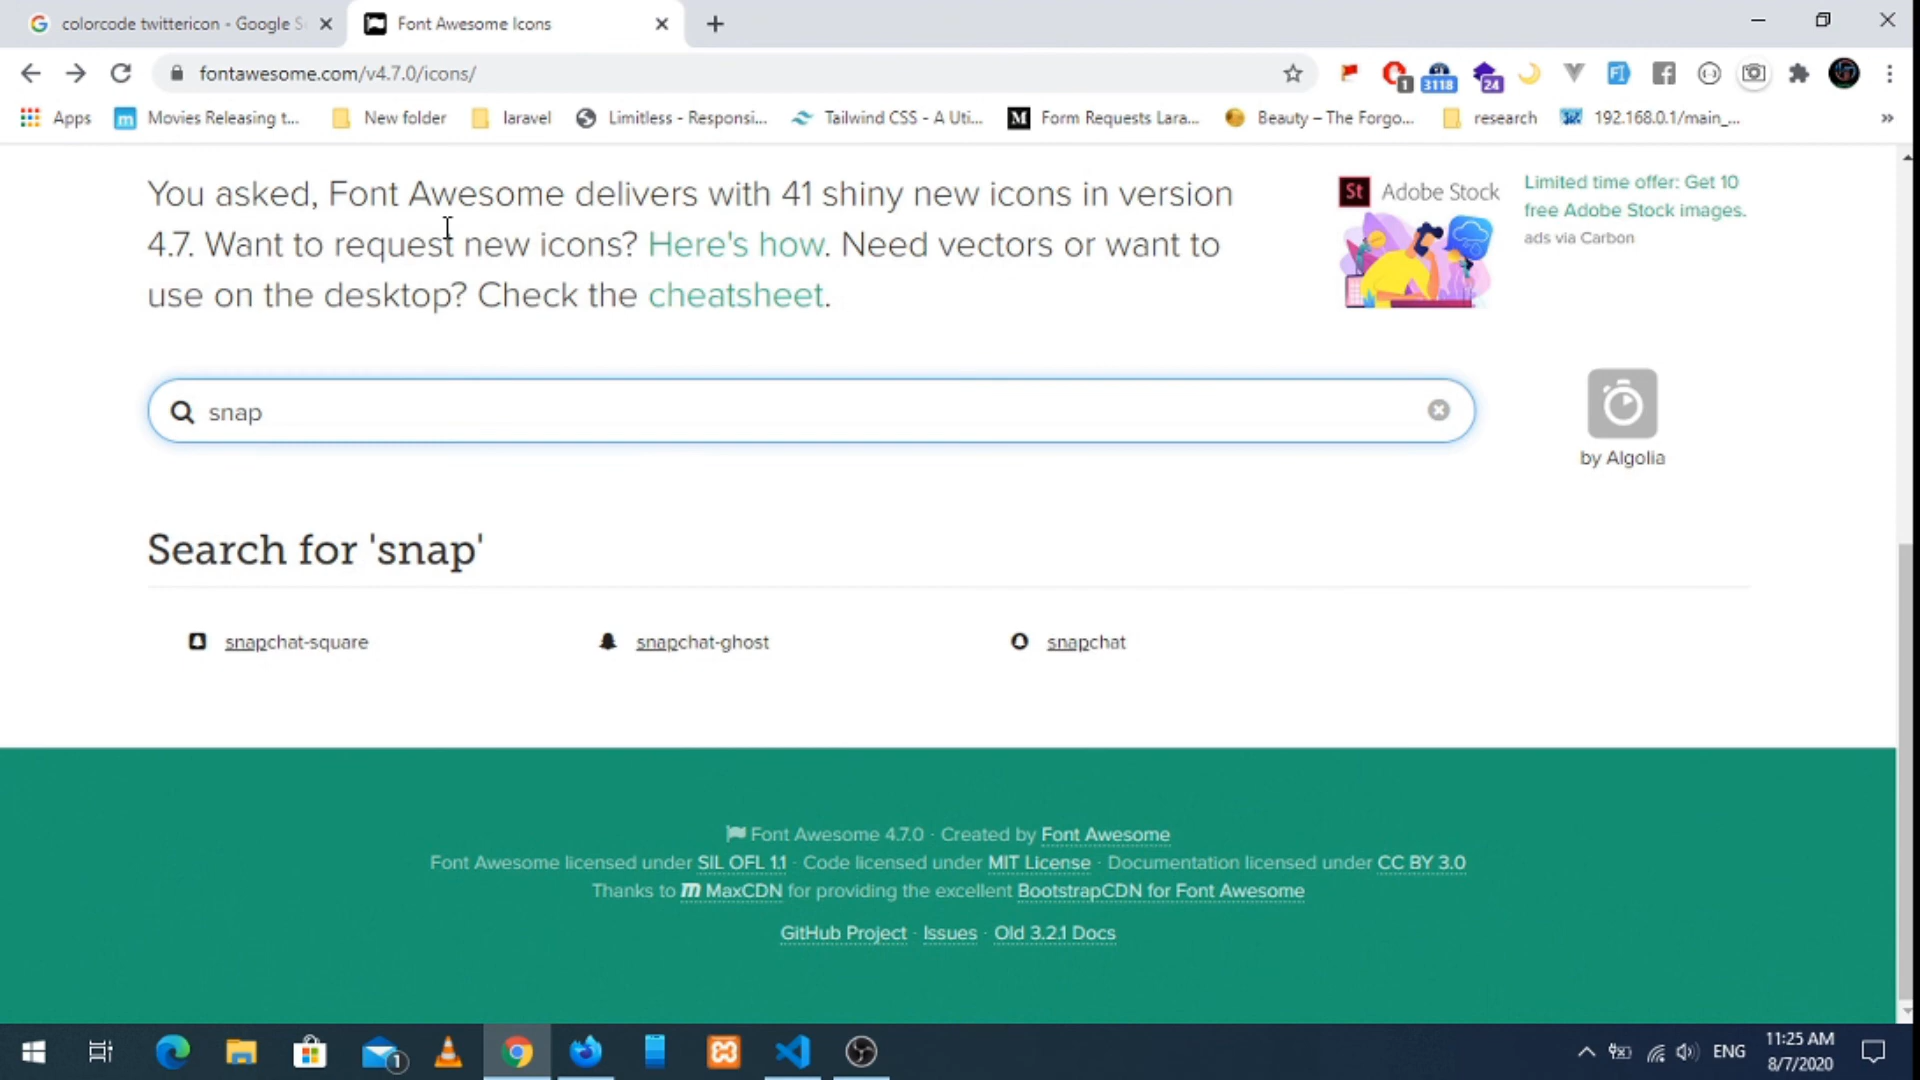 colorcode twittericon - Google S
Font Awesome Icons
fontawesome.com/v4.7.0/icons/
1
3118
24
Apps
Movies Releasing t...
New folder
laravel
Limitless - Responsi...
Tailwind CSS - A Uti...
Form Requests Lara...
Beauty – The Forgo...
research
192.168.0.1/main_...
»
You asked, Font Awesome delivers with 41 shiny new icons in version
4.7. Want to request new icons? Here's how. Need vectors or want to
use on the desktop? Check the cheatsheet.
St Adobe Stock
Limited time offer: Get 10
free Adobe Stock images.
ads via Carbon
snap
by Algolia
Search for 'snap'
snapchat-square
snapchat-ghost
snapchat
Font Awesome 4.7.0 · Created by Font Awesome
Font Awesome licensed under SIL OFL 1.1 · Code licensed under MIT License · Documentation licensed under CC BY 3.0
Thanks to MaxCDN for providing the excellent BootstrapCDN for Font Awesome
GitHub Project · Issues · Old 3.2.1 Docs
1
ENG
11:25 AM
8/7/2020